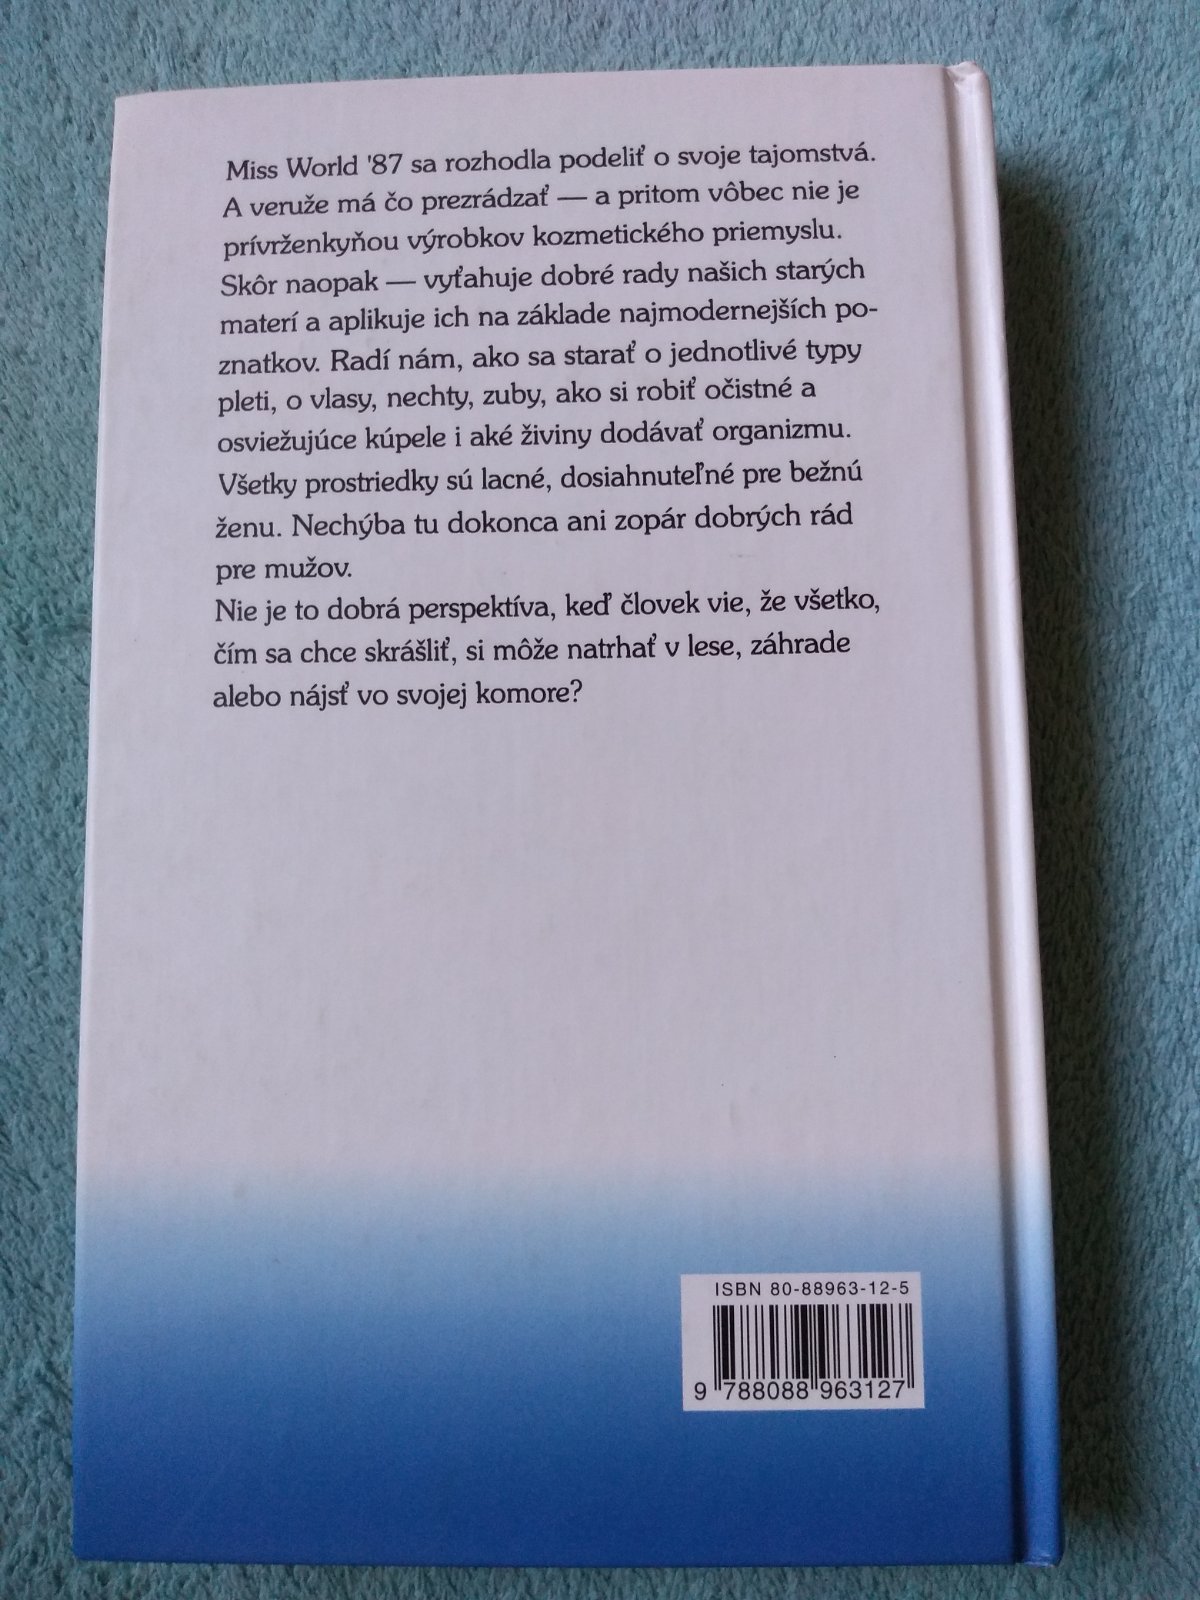 Miss World '87 sa rozhodla podeliť o svoje tajomstvá.
A veruže má čo prezrádzať — a pritom vôbec nie je
prívrženkyňou výrobkov kozmetického priemyslu.
Skôr naopak — vyťahuje dobré rady našich starých
materí a aplikuje ich na základe najmodernejších po-
znatkov. Radí nám, ako sa starať o jednotlivé typy
pleti, o vlasy, nechty, zuby, ako si robiť očistné a
osviežujúce kúpele i aké živiny dodávať organizmu.
Všetky prostriedky sú lacné, dosiahnuteľné pre bežnú
ženu. Nechýba tu dokonca ani zopár dobrých rád
pre mužov.
Nie je to dobrá perspektíva, keď človek vie, že všetko,
čím sa chce skrášliť, si môže natrhať v lese, záhrade
alebo nájsť vo svojej komore?
ISBN 80-88963-12-5
9 788088 963127